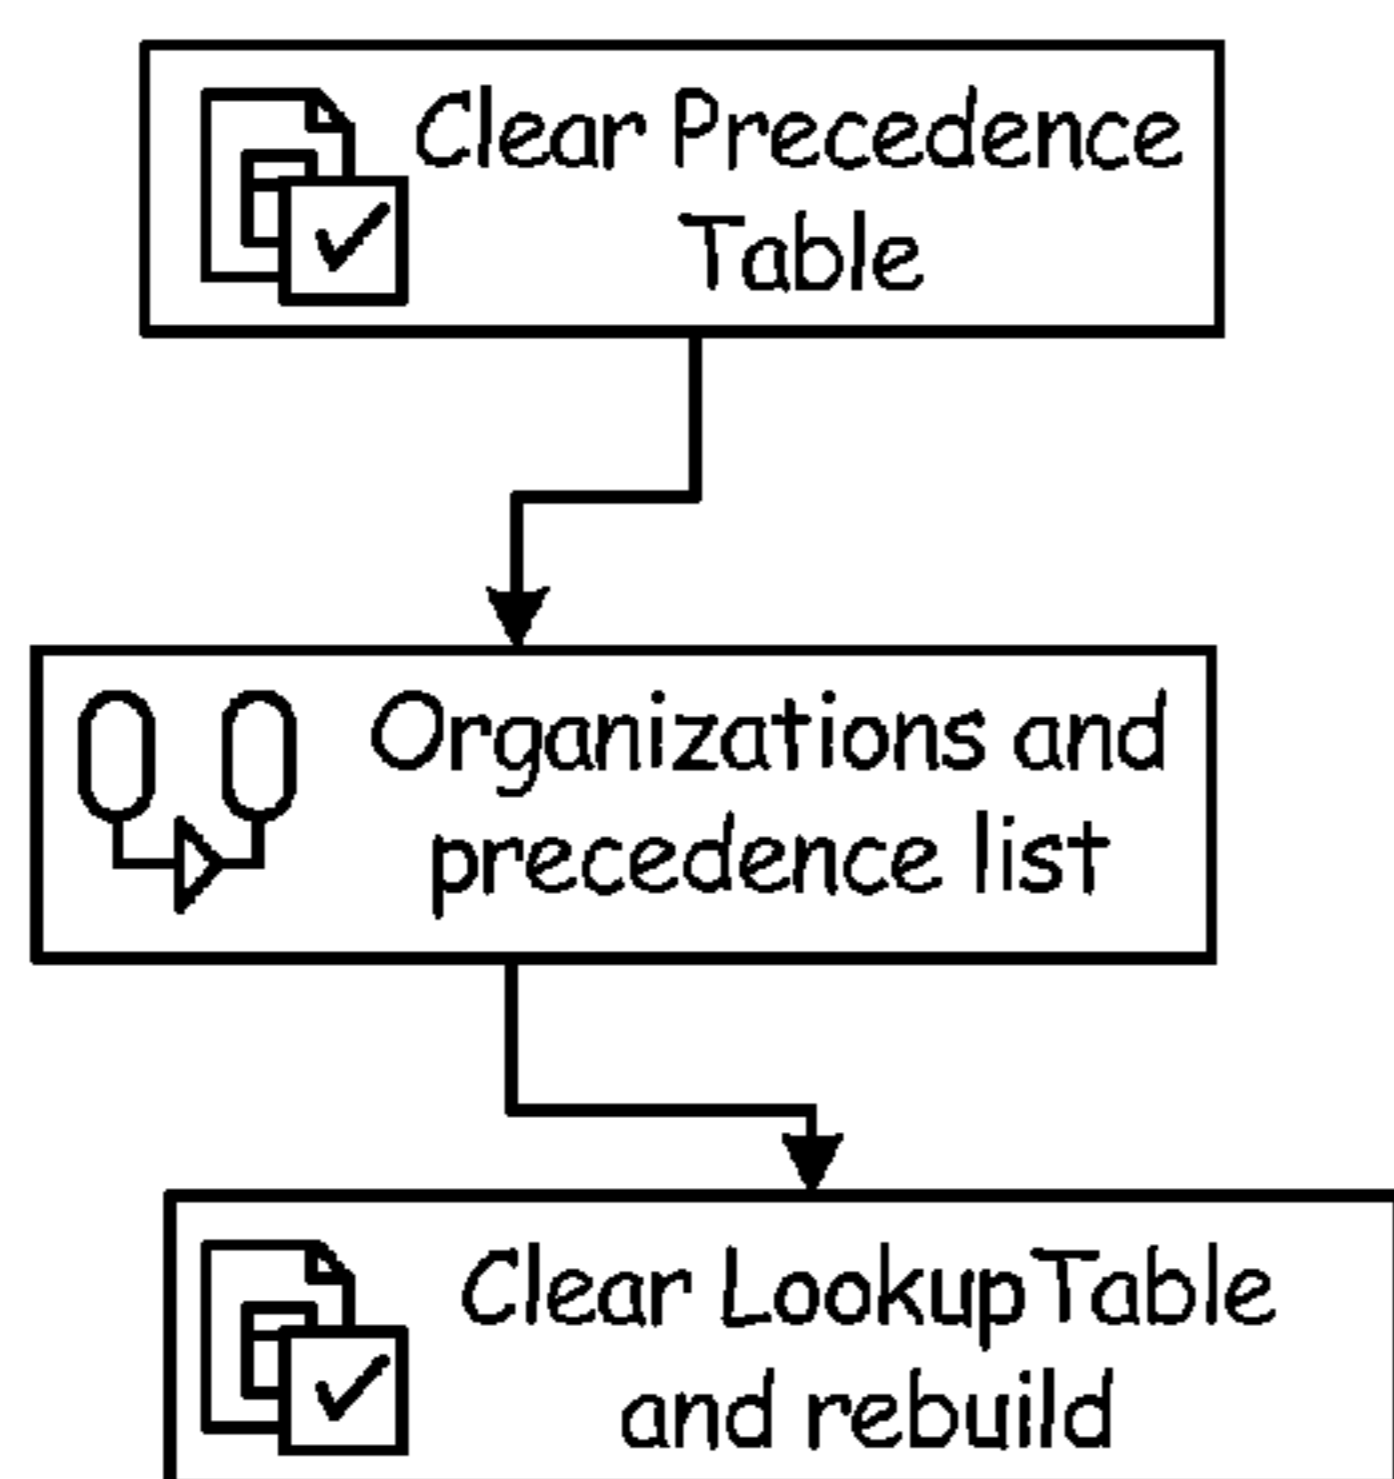 Clear Precedence
Table
Organizations and
precedence list
Clear LookupTable
and rebuild